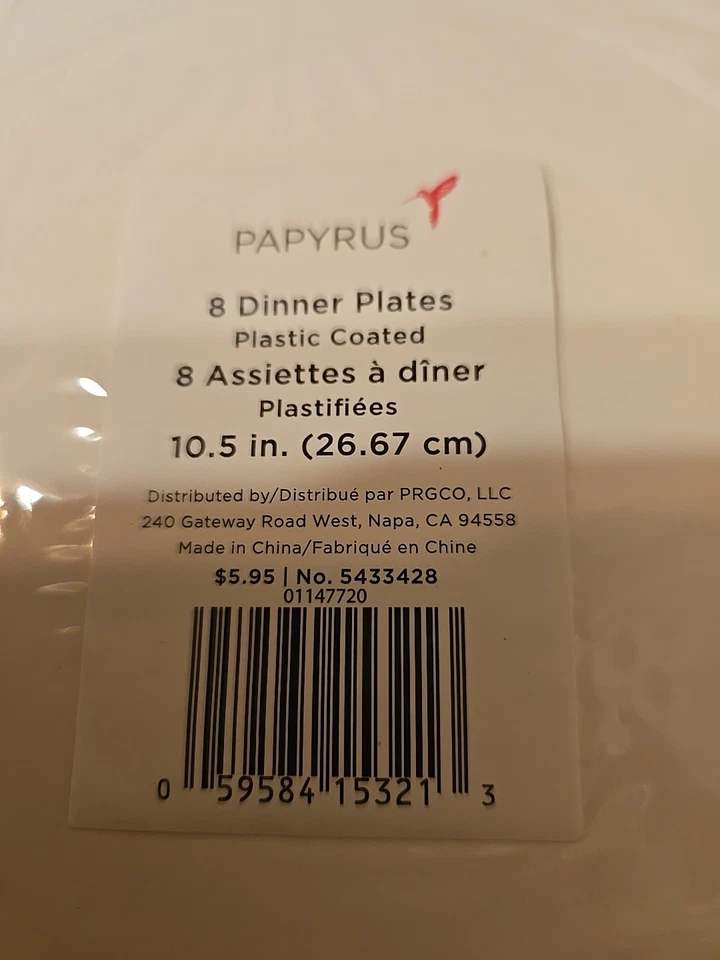 PAPYRUS
8 Dinner Plates
Plastic Coated
8 Assiettes à dîner
Plastifiées
10.5 in. (26.67 cm)
Distributed by/Distribué par PRGCO, LLC
240 Gateway Road West, Napa, CA 94558
Made in China/Fabriqué en Chine
$5.95 | No. 5433428
01147720
0 59584 15321 3